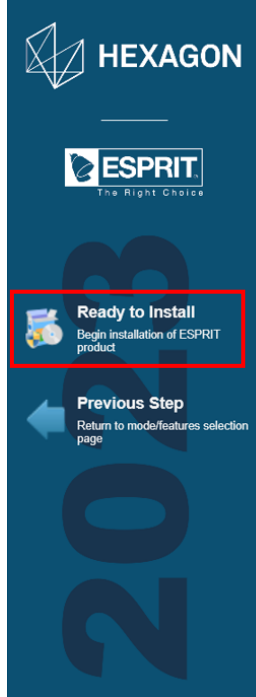 HEXAGON
ESPRIT
The Right Choice
Ready to Install
Begin installation of ESPRIT
product
Previous Step
Return to mode/features selection
page
2023